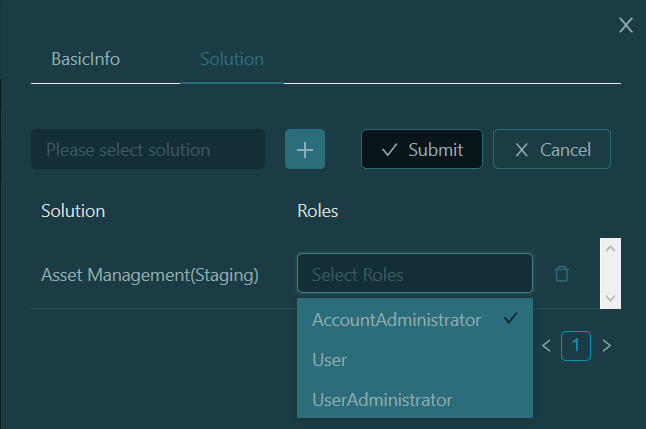 BasicInfo
Solution
Please select solution
Submit
Cancel
Solution
Roles
Asset Management(Staging)
Select Roles
AccountAdministrator
User
UserAdministrator
1